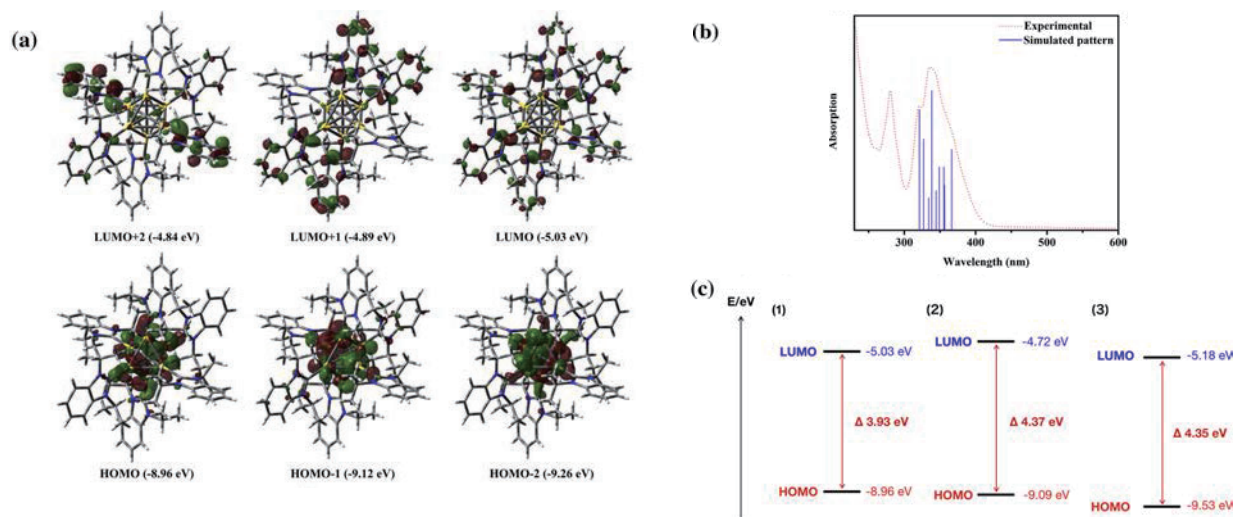 (a)
LUMO+2 (-4.84 eV)
LUMO+1 (-4.89 eV)
LUMO (-5.03 eV)
HOMO (-8.96 eV)
HOMO-1 (-9.12 eV)
HOMO-2 (-9.26 eV)
(b)
Experimental
Simulated pattern
Absorption
300
400
500
600
Wavelength (nm)
(c)
E/eV
(1)
(2)
(3)
LUMO
-5.03 eV
LUMO
-4.72 eV
LUMO
-5.18 eV
Δ 3.93 eV
Δ 4.37 eV
Δ 4.35 eV
HOMO
-8.96 eV
HOMO
-9.09 eV
HOMO
-9.53 eV